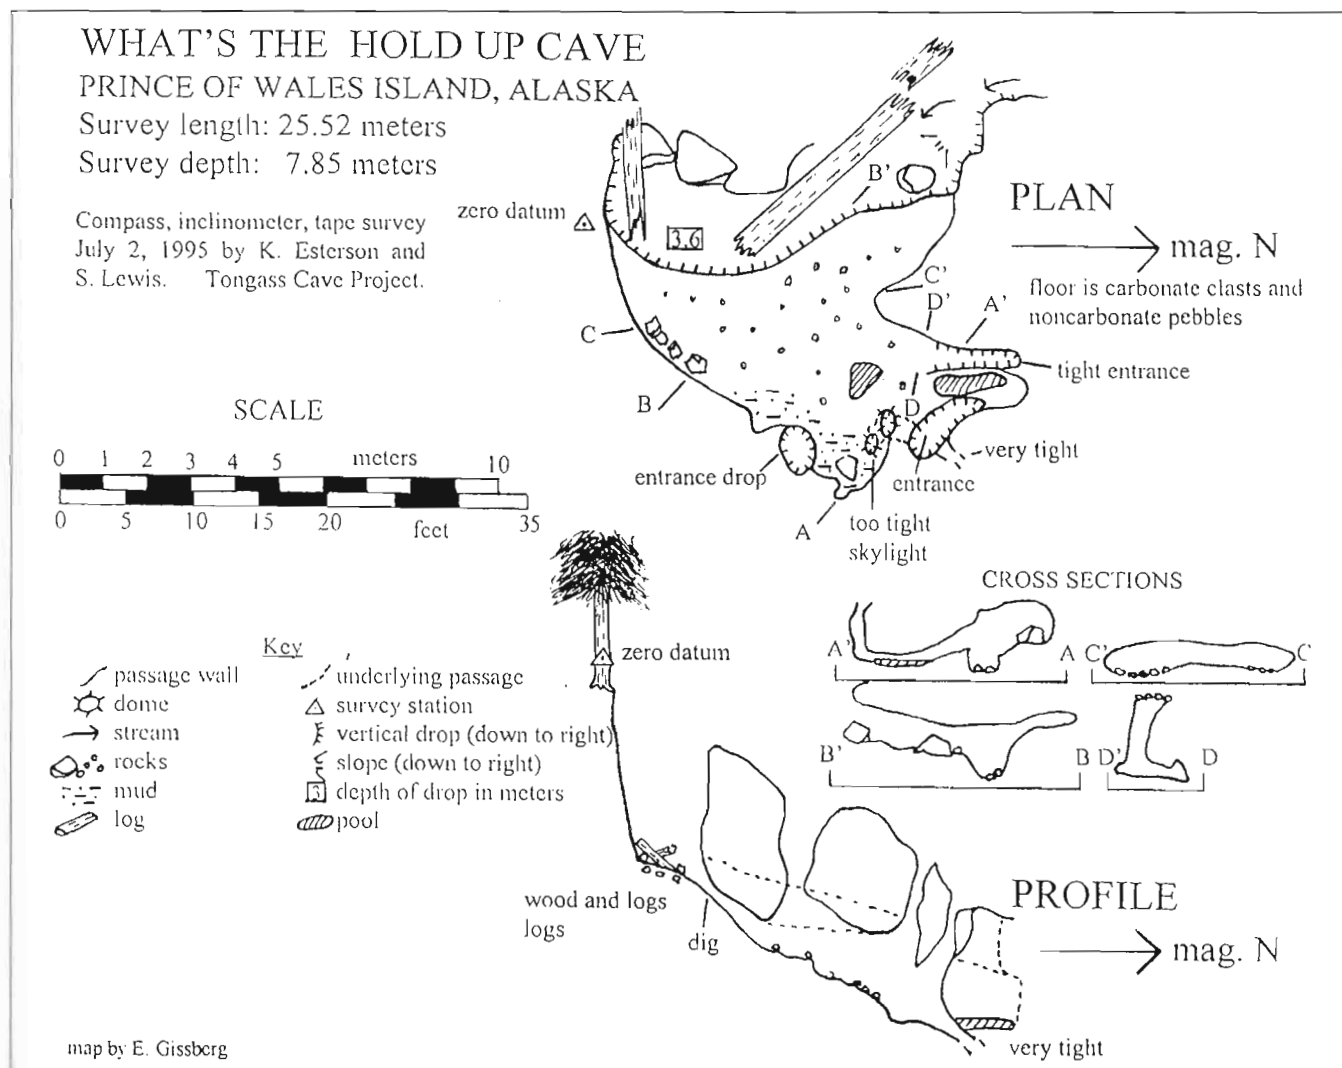 WHAT'S THE HOLD UP CAVE
PRINCE OF WALES ISLAND, ALASKA
Survey length: 25.52 meters
Survey depth: 7.85 meters
Compass, inclinometer, tape survey
July 2, 1995 by K. Esterson and
S. Lewis. Tongass Cave Project.
zero datum
3.6
B'
PLAN
mag. N
floor is carbonate clasts and
noncarbonate pebbles
C'
D'
A'
C
tight entrance
B
D
very tight
entrance drop
entrance
A
too tight
skylight
SCALE
0 1 2 3 4 5 meters 10
0 5 10 15 20 feet 35
zero datum
CROSS SECTIONS
A' A C' C
B' B D' D
Key
passage wall
dome
stream
rocks
mud
log
underlying passage
survey station
vertical drop (down to right)
slope (down to right)
3 depth of drop in meters
pool
wood and logs
logs
dig
PROFILE
mag. N
very tight
map by E. Gissberg